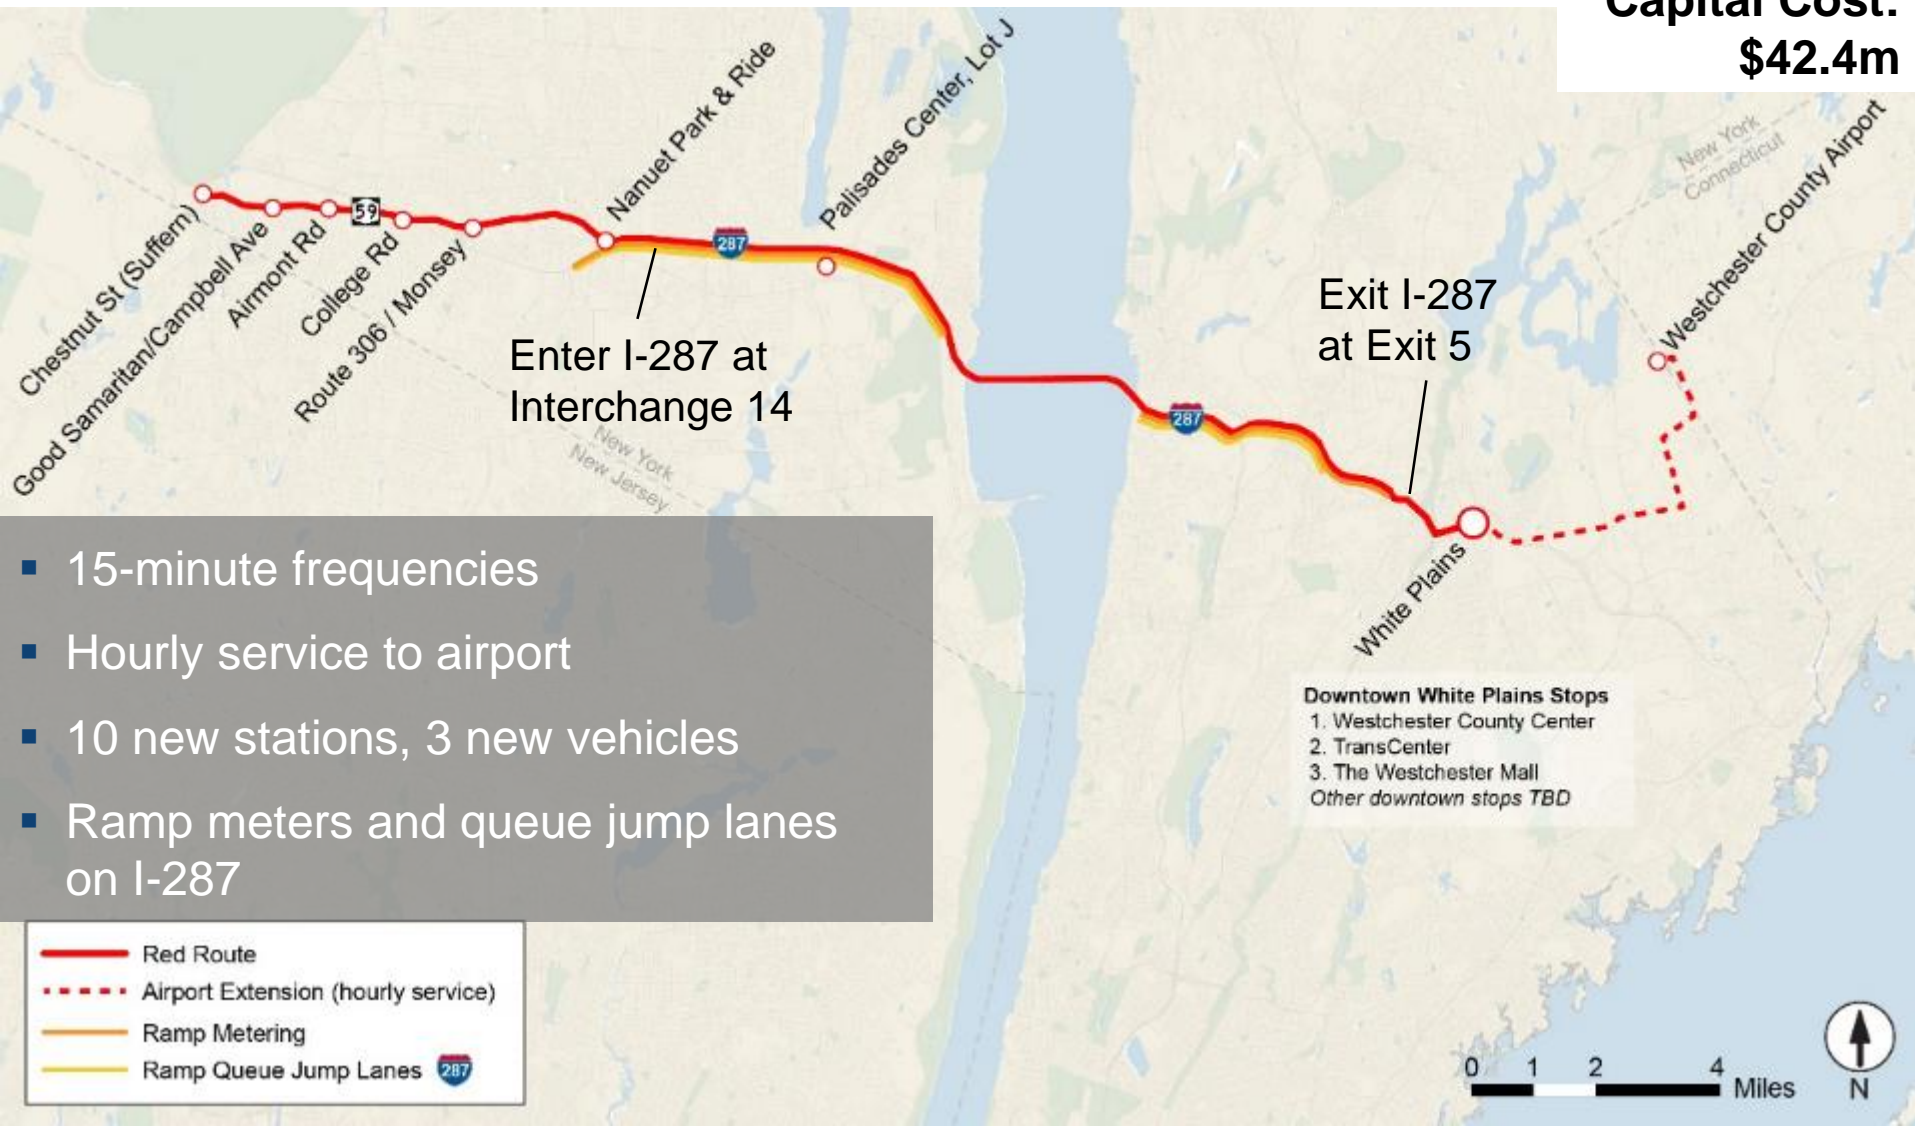 Capital Cost:
$42.4m
Nanuet Park & Ride
Palisades Center, Lot J
New York
Connecticut
Westchester County Airport
59
287
Chestnut St (Suffern)
Good Samaritan/Campbell Ave
Airmont Rd
College Rd
Route 306 / Monsey
Enter I-287 at
Interchange 14
Exit I-287
at Exit 5
287
New York
New Jersey
White Plains
15-minute frequencies
Hourly service to airport
10 new stations, 3 new vehicles
Ramp meters and queue jump lanes
on I-287
Downtown White Plains Stops
1. Westchester County Center
2. TransCenter
3. The Westchester Mall
Other downtown stops TBD
Red Route
Airport Extension (hourly service)
Ramp Metering
Ramp Queue Jump Lanes 287
0 1 2 4 Miles
N